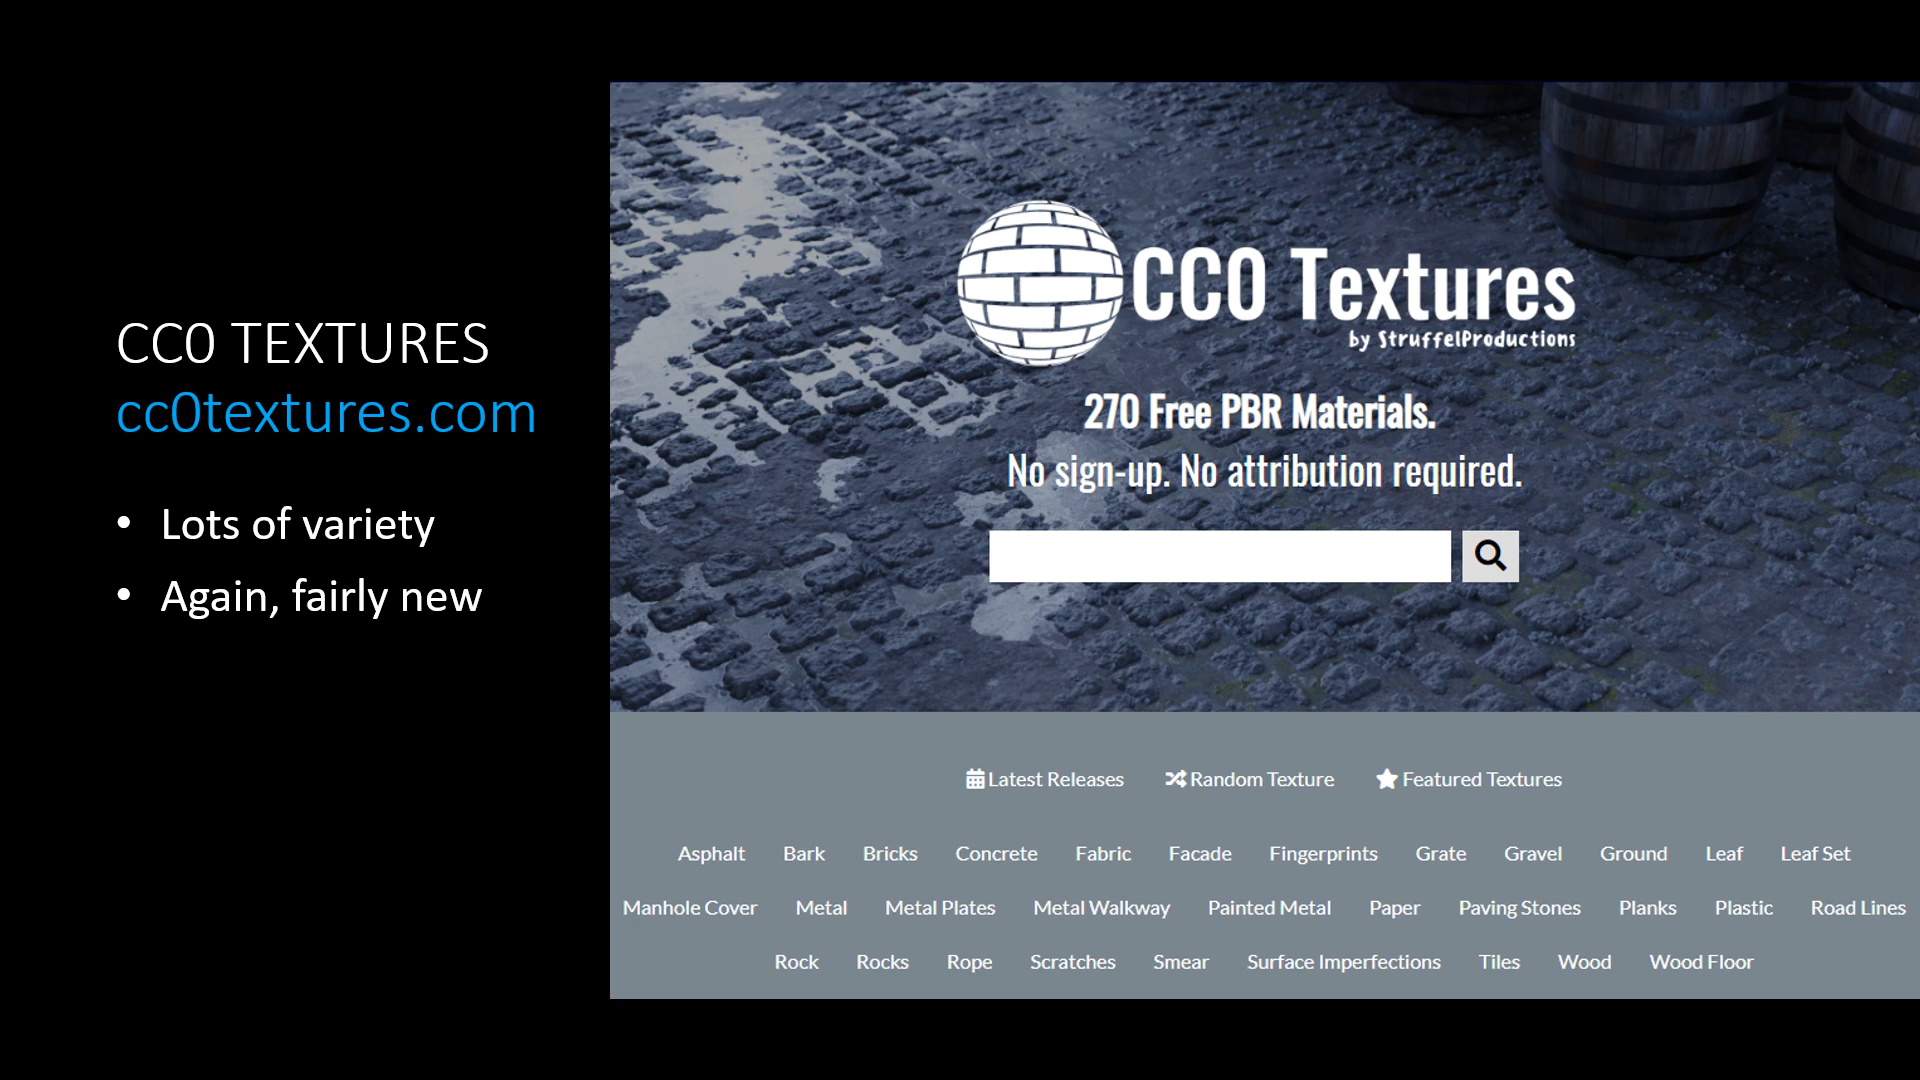 CC0 TEXTURES
cc0textures.com
• Lots of variety
• Again, fairly new
CC0 Textures
by StruffelProductions
270 Free PBR Materials.
No sign-up. No attribution required.
Latest Releases Random Texture Featured Textures
Asphalt Bark Bricks Concrete Fabric Facade Fingerprints Grate Gravel Ground Leaf Leaf Set
Manhole Cover Metal Metal Plates Metal Walkway Painted Metal Paper Paving Stones Planks Plastic Road Lines
Rock Rocks Rope Scratches Smear Surface Imperfections Tiles Wood Wood Floor